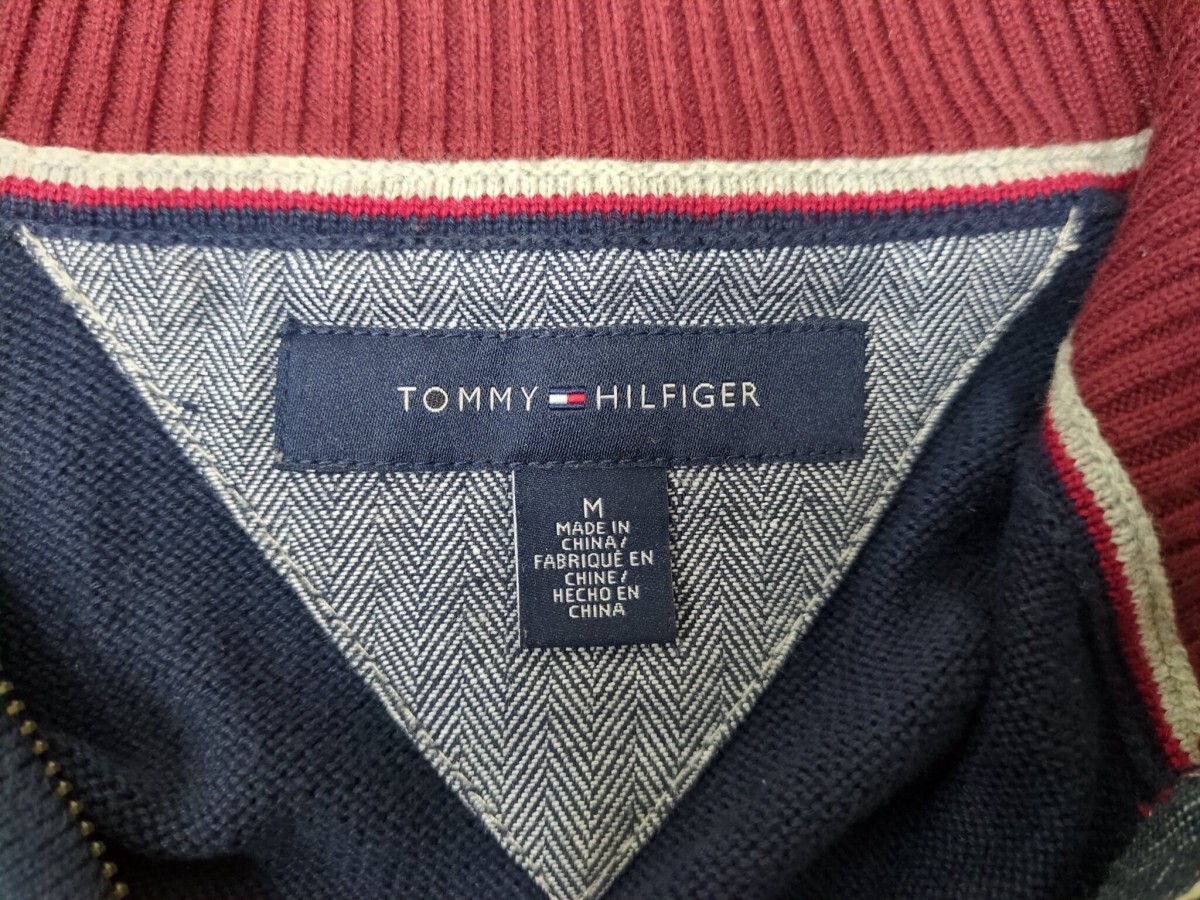 TOMMY HILFIGER
M
MADE IN
CHINA/
FABRIQUÉ EN
CHINE/
HECHO EN
CHINA